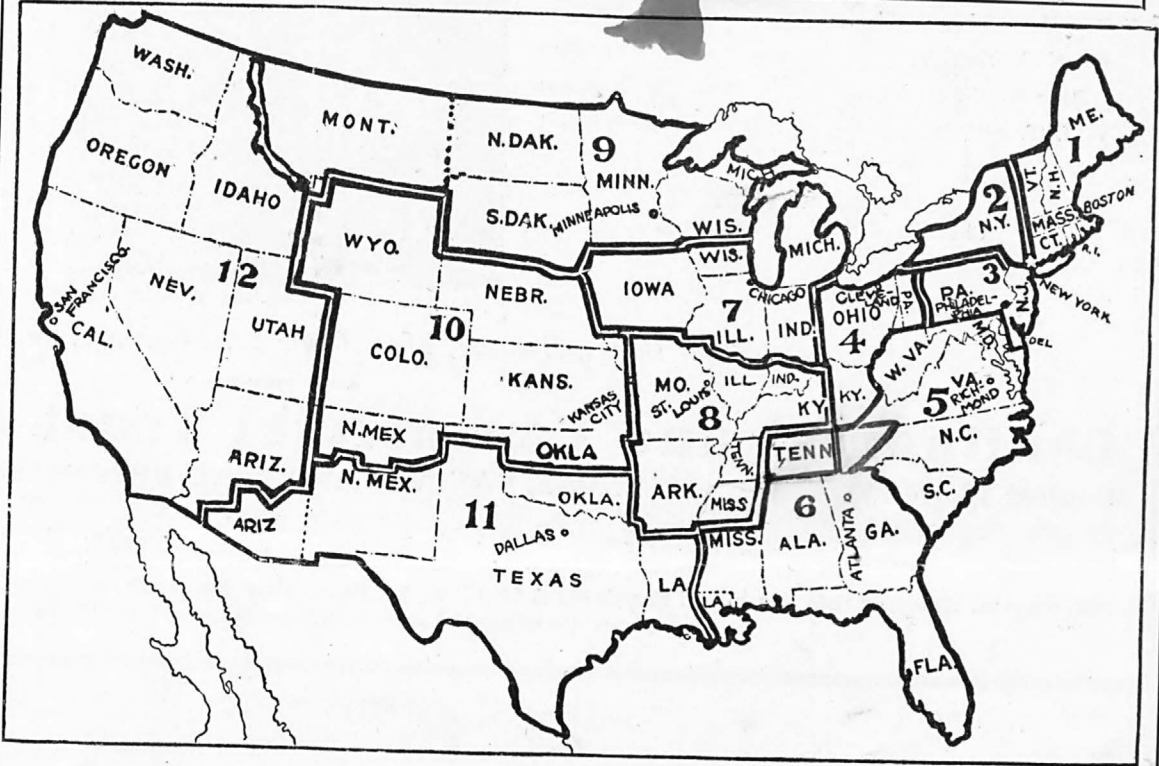 WASH.
OREGON
IDAHO
MONT.
N.DAK.
S.DAK.
9
MINN.
MINNEAPOLIS
WIS.
MICH
MICH.
WYO.
NEBR.
IOWA
WIS.
CHICAGO
7
ILL.
IND.
12
NEV.
UTAH
SAN
FRANCISCO
CAL.
10
COLO.
KANS.
KANSAS
CITY
MO.
ST. LOUIS
ILL.
IND.
8
KY.
KY.
CLEVELAND
OHIO
4
PA.
PA.
3
PHILADEL-
PHIA
N.J.
NEW YORK
2
N.Y.
VT.
N.H.
ME.
1
MASS.
BOSTON
CT.
R.I.
DEL
MD.
W. VA.
5
VA.
RICH-
MOND
N.C.
S.C.
TENN
TENN.
ARK.
MISS
MISS.
6
ALA.
ATLANTA
GA.
FLA.
LA
LA.
N.MEX
N. MEX.
OKLA
OKLA.
11
DALLAS
TEXAS
ARIZ.
ARIZ